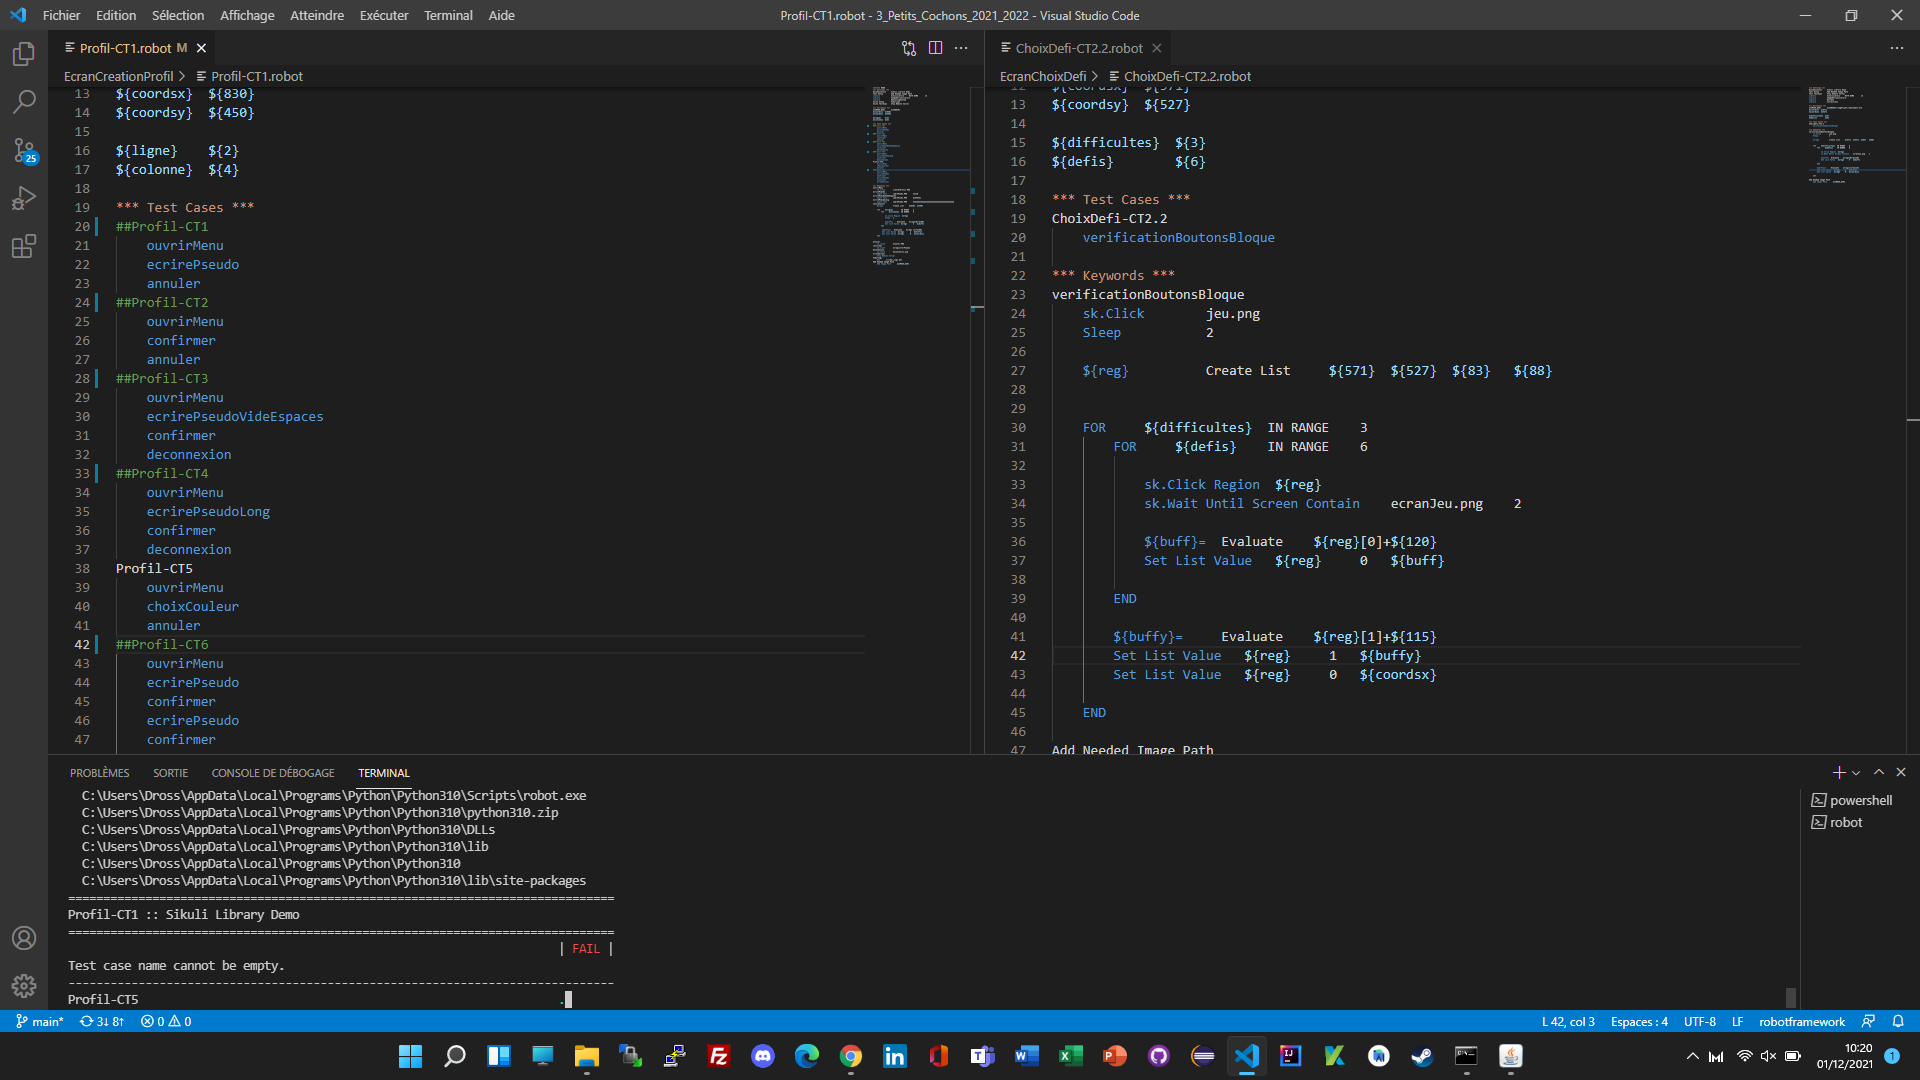 Fichier Edition Sélection Affichage Atteindre Exécuter Terminal Aide
Profil-CT1.robot - 3_Petits_Cochons_2021_2022 - Visual Studio Code
Profil-CT1.robot M
EcranCreationProfil > Profil-CT1.robot
13 ${coordsx} ${830}
14 ${coordsy} ${450}
15
16 ${ligne} ${2}
17 ${colonne} ${4}
18
19 *** Test Cases ***
20 ##Profil-CT1
21 ouvrirMenu
22 ecrirePseudo
23 annuler
24 ##Profil-CT2
25 ouvrirMenu
26 confirmer
27 annuler
28 ##Profil-CT3
29 ouvrirMenu
30 ecrirePseudoVideEspaces
31 confirmer
32 deconnexion
33 ##Profil-CT4
34 ouvrirMenu
35 ecrirePseudoLong
36 confirmer
37 deconnexion
38 Profil-CT5
39 ouvrirMenu
40 choixCouleur
41 annuler
42 ##Profil-CT6
43 ouvrirMenu
44 ecrirePseudo
45 confirmer
46 ecrirePseudo
47 confirmer
ChoixDefi-CT2.2.robot
EcranChoixDefi > ChoixDefi-CT2.2.robot
12 ${coordsx} ${571}
13 ${coordsy} ${527}
14
15 ${difficultes} ${3}
16 ${defis} ${6}
17
18 *** Test Cases ***
19 ChoixDefi-CT2.2
20 verificationBoutonsBloque
21
22 *** Keywords ***
23 verificationBoutonsBloque
24 sk.Click jeu.png
25 Sleep 2
26
27 ${reg} Create List ${571} ${527} ${83} ${88}
28
29
30 FOR ${difficultes} IN RANGE 3
31 FOR ${defis} IN RANGE 6
32
33 sk.Click Region ${reg}
34 sk.Wait Until Screen Contain ecranJeu.png 2
35
36 ${buff}= Evaluate ${reg}[0]+${120}
37 Set List Value ${reg} 0 ${buff}
38
39 END
40
41 ${buffy}= Evaluate ${reg}[1]+${115}
42 Set List Value ${reg} 1 ${buffy}
43 Set List Value ${reg} 0 ${coordsx}
44
45 END
46
47 Add Needed Image Path
25
PROBLÈMES SORTIE CONSOLE DE DÉBOGAGE TERMINAL
C:\Users\Dross\AppData\Local\Programs\Python\Python310\Scripts\robot.exe
C:\Users\Dross\AppData\Local\Programs\Python\Python310\python310.zip
C:\Users\Dross\AppData\Local\Programs\Python\Python310\DLLs
C:\Users\Dross\AppData\Local\Programs\Python\Python310\lib
C:\Users\Dross\AppData\Local\Programs\Python\Python310
C:\Users\Dross\AppData\Local\Programs\Python\Python310\lib\site-packages
==============================================================================
Profil-CT1 :: Sikuli Library Demo
==============================================================================
| FAIL |
Test case name cannot be empty.
------------------------------------------------------------------------------
Profil-CT5 .
powershell
robot
main* 3↓ 8↑ 0 0
L 42, col 3 Espaces : 4 UTF-8 LF robotframework
10:20
01/12/2021
1